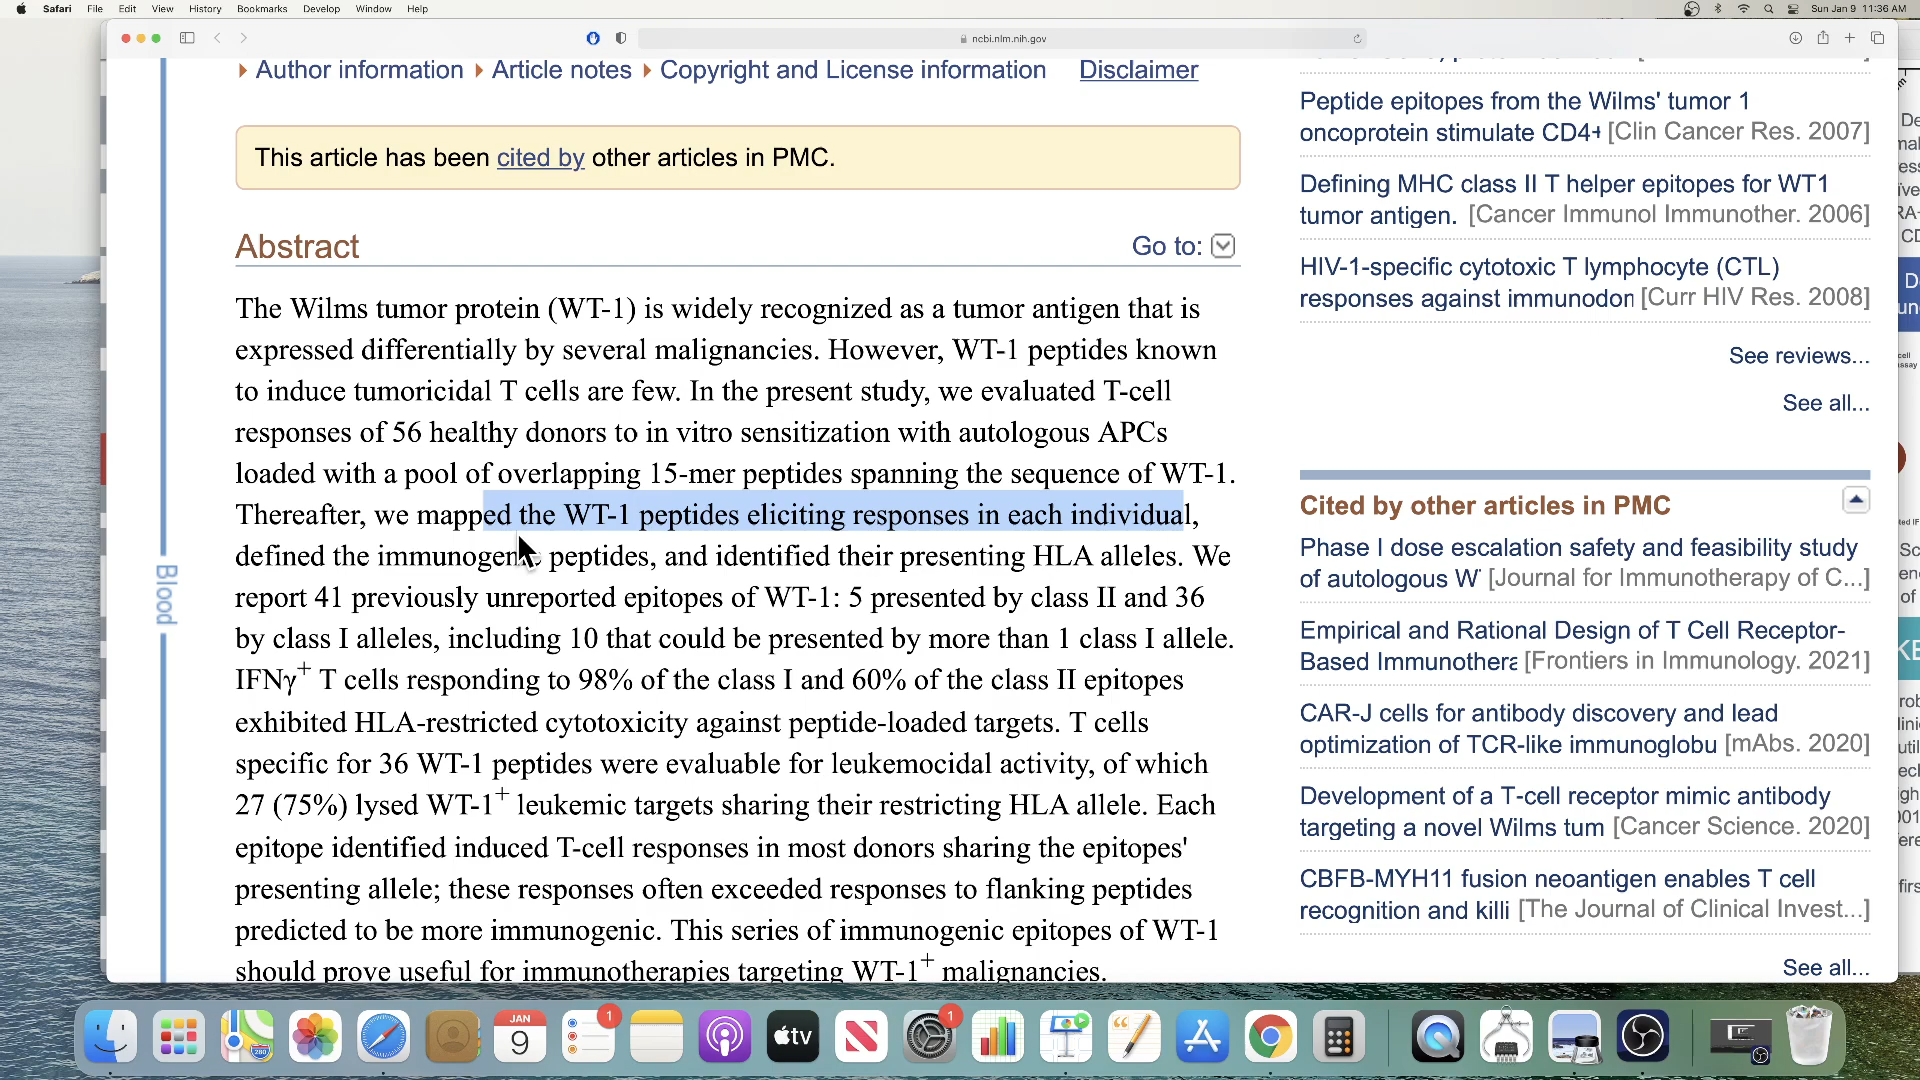 Safari File Edit View History Bookmarks Develop Window Help
Sun Jan 9 11:36 AM
ncbi.nlm.nih.gov
Author information Article notes Copyright and License information Disclaimer
This article has been cited by other articles in PMC.
Abstract
Go to:
The Wilms tumor protein (WT-1) is widely recognized as a tumor antigen that is
expressed differentially by several malignancies. However, WT-1 peptides known
to induce tumoricidal T cells are few. In the present study, we evaluated T-cell
responses of 56 healthy donors to in vitro sensitization with autologous APCs
loaded with a pool of overlapping 15-mer peptides spanning the sequence of WT-1.
Thereafter, we mapped the WT-1 peptides eliciting responses in each individual,
defined the immunogenic peptides, and identified their presenting HLA alleles. We
report 41 previously unreported epitopes of WT-1: 5 presented by class II and 36
by class I alleles, including 10 that could be presented by more than 1 class I allele.
IFNγ+ T cells responding to 98% of the class I and 60% of the class II epitopes
exhibited HLA-restricted cytotoxicity against peptide-loaded targets. T cells
specific for 36 WT-1 peptides were evaluable for leukemocidal activity, of which
27 (75%) lysed WT-1+ leukemic targets sharing their restricting HLA allele. Each
epitope identified induced T-cell responses in most donors sharing the epitopes'
presenting allele; these responses often exceeded responses to flanking peptides
predicted to be more immunogenic. This series of immunogenic epitopes of WT-1
should prove useful for immunotherapies targeting WT-1+ malignancies.
Blood
Peptide epitopes from the Wilms' tumor 1
oncoprotein stimulate CD4+ [Clin Cancer Res. 2007]
Defining MHC class II T helper epitopes for WT1
tumor antigen. [Cancer Immunol Immunother. 2006]
HIV-1-specific cytotoxic T lymphocyte (CTL)
responses against immunodon [Curr HIV Res. 2008]
See reviews...
See all...
Cited by other articles in PMC
Phase I dose escalation safety and feasibility study
of autologous W [Journal for Immunotherapy of C...]
Empirical and Rational Design of T Cell Receptor-
Based Immunothera [Frontiers in Immunology. 2021]
CAR-J cells for antibody discovery and lead
optimization of TCR-like immunoglobu [mAbs. 2020]
Development of a T-cell receptor mimic antibody
targeting a novel Wilms tum [Cancer Science. 2020]
CBFB-MYH11 fusion neoantigen enables T cell
recognition and killi [The Journal of Clinical Invest...]
See all...
JAN
9
1
tv
1
280